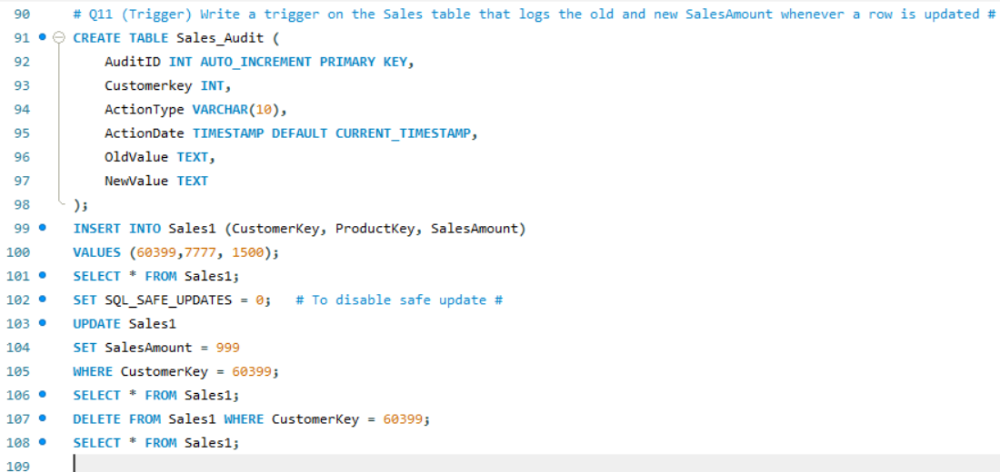 90 # Q11 (Trigger) Write a trigger on the Sales table that logs the old and new SalesAmount whenever a row is updated #
91 CREATE TABLE Sales_Audit (
92 AuditID INT AUTO_INCREMENT PRIMARY KEY,
93 Customerkey INT,
94 ActionType VARCHAR(10),
95 ActionDate TIMESTAMP DEFAULT CURRENT_TIMESTAMP,
96 OldValue TEXT,
97 NewValue TEXT
98 );
99 INSERT INTO Sales1 (CustomerKey, ProductKey, SalesAmount)
100 VALUES (60399,7777, 1500);
101 SELECT * FROM Sales1;
102 SET SQL_SAFE_UPDATES = 0; # To disable safe update #
103 UPDATE Sales1
104 SET SalesAmount = 999
105 WHERE CustomerKey = 60399;
106 SELECT * FROM Sales1;
107 DELETE FROM Sales1 WHERE CustomerKey = 60399;
108 SELECT * FROM Sales1;
109